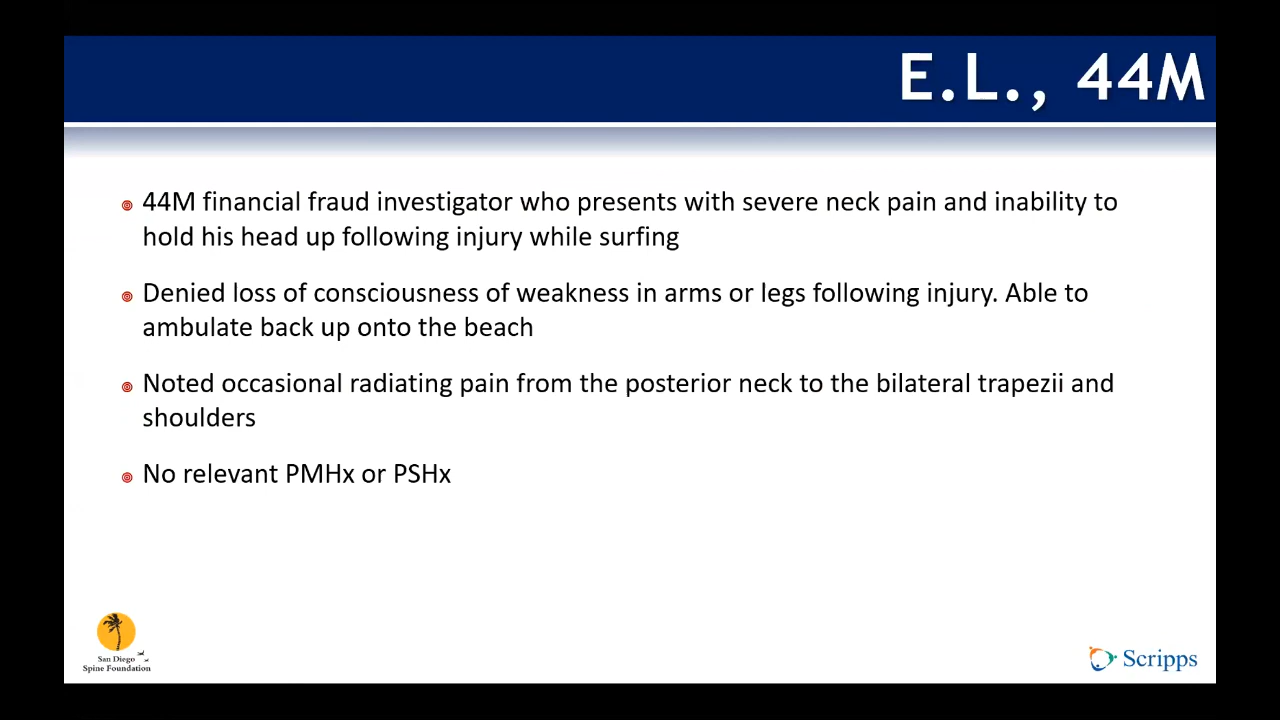 E.L., 44M
44M financial fraud investigator who presents with severe neck pain and inability to
hold his head up following injury while surfing
Denied loss of consciousness of weakness in arms or legs following injury. Able to
ambulate back up onto the beach
Noted occasional radiating pain from the posterior neck to the bilateral trapezii and
shoulders
No relevant PMHx or PSHx
San Diego
Spine Foundation
Scripps